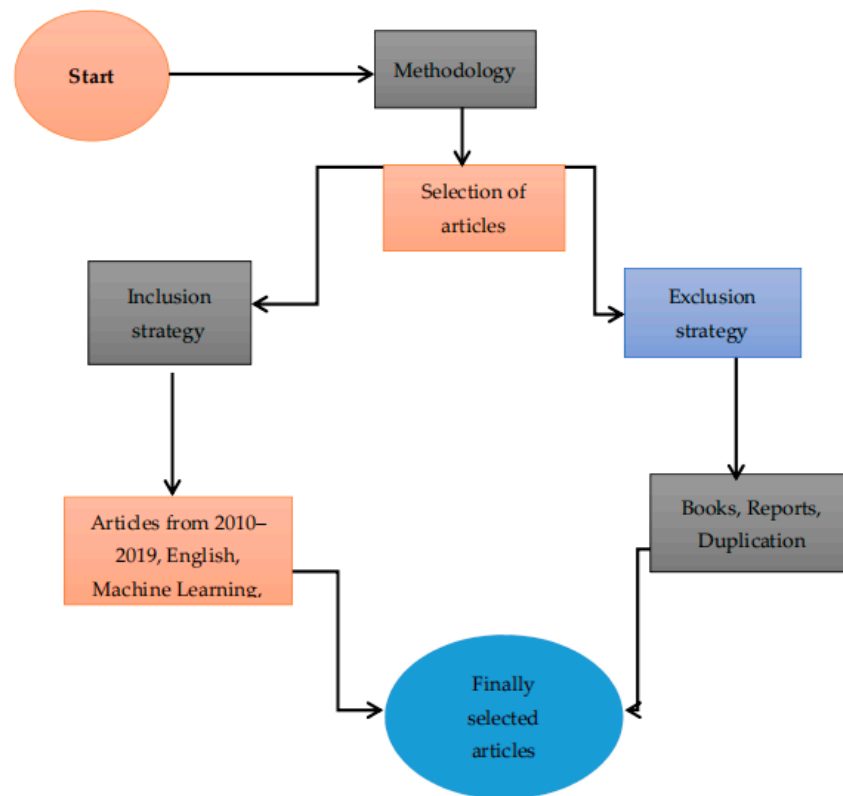 Start
Methodology
Selection of
articles
Inclusion
strategy
Exclusion
strategy
Articles from 2010–
2019, English,
Machine Learning,
Books, Reports,
Duplication
Finally
selected
articles